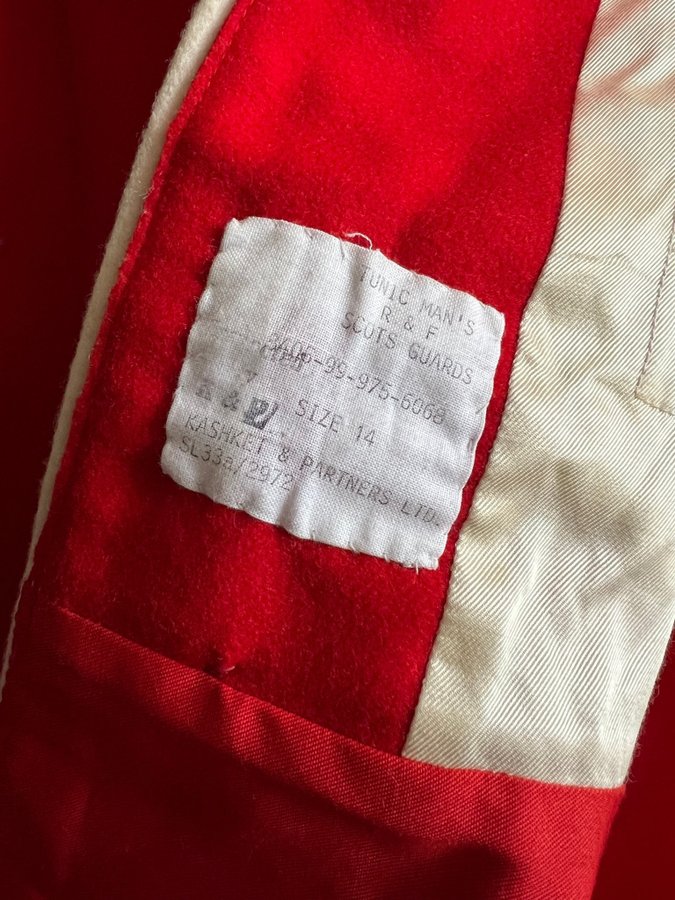 TUNIC MAN'S
R & F
SCOTS GUARDS
8405-99-975-6068
SIZE 14
KASHKET & PARTNERS LTD.
SL33a/2972